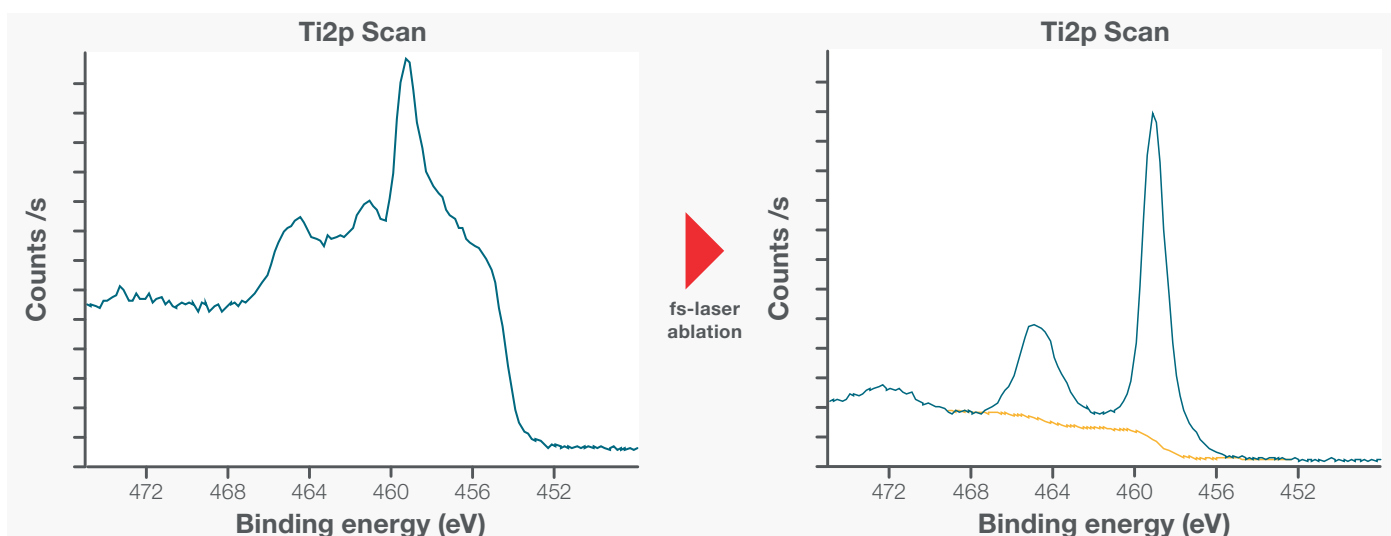 Ti2p Scan
Counts /s
472 468 464 460 456 452
Binding energy (eV)
fs-laser
ablation
Ti2p Scan
Counts /s
472 468 464 460 456 452
Binding energy (eV)